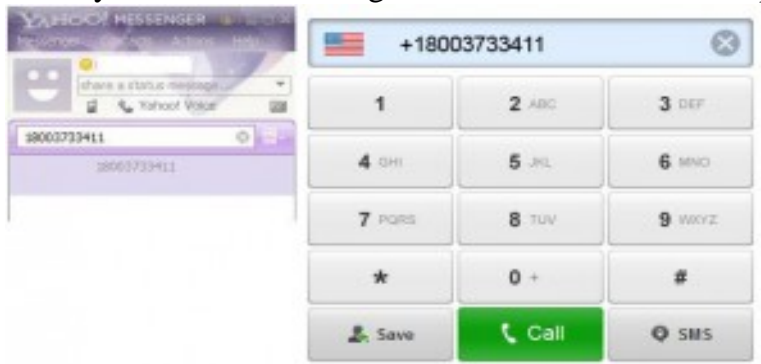 YAHOO! MESSENGER
Messenger Contacts Actions Help
share a status message
Yahoo! Voice
18003733411
18003733411
+18003733411
1 2 ABC 3 DEF
4 GHI 5 JKL 6 MNO
7 PQRS 8 TUV 9 WXYZ
* 0 + #
Save Call SMS